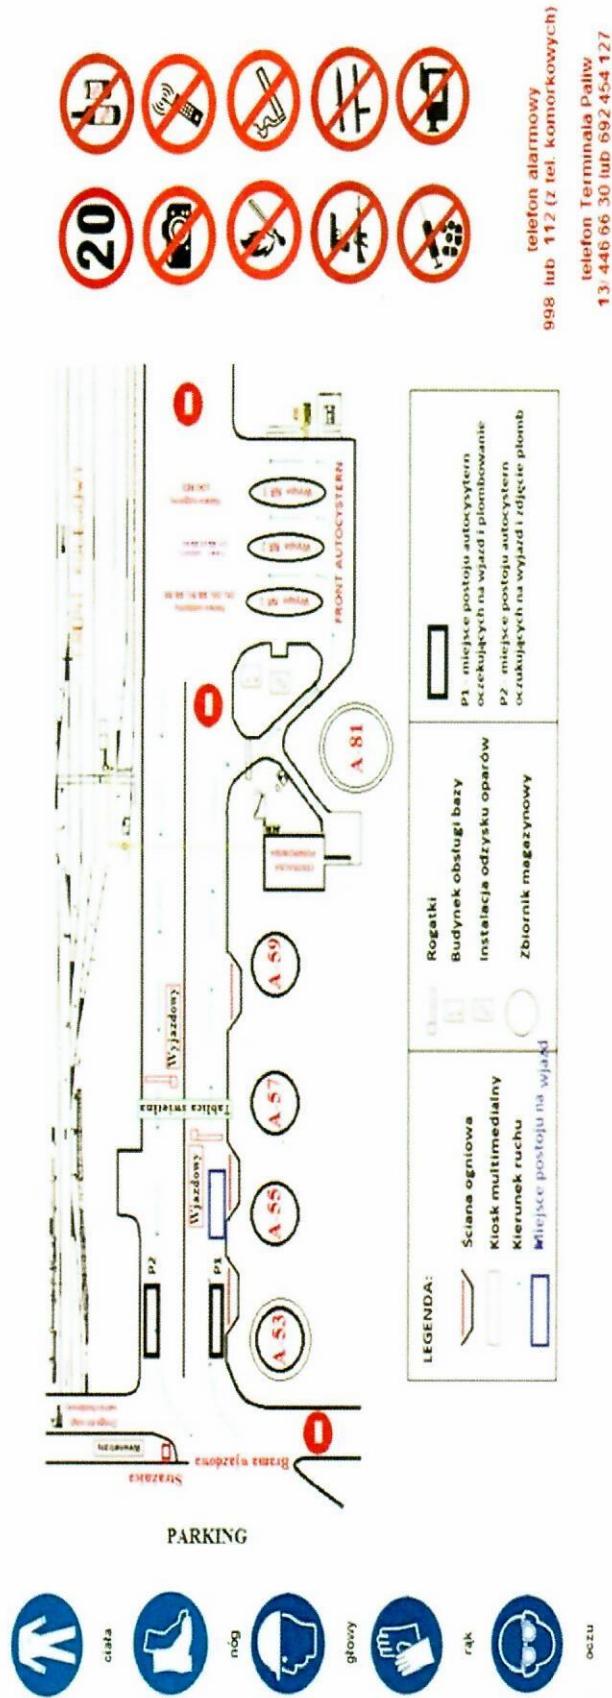 20
telefon alarmowy
998 lub 112 (z tel. komorkowych)
telefon Terminala Paliw
13/ 446 66 30 lub 692 454 127
FRONT AUTOCYSTERN
A 81
A 59
A 57
A 55
A 53
Wyjazdowy
Tablica świetlna
Wjazdowy
P2
P1
Brama wjazdowa
Strażnica
PARKING
LEGENDA:
Ściana ogniowa
Kiosk multimedialny
Kierunek ruchu
Miejsce postoju na wjazd
Rogatki
Budynek obsługi bazy
Instalacja odzysku oparów
Zbiornik magazynowy
P1 - miejsce postoju autocysytern
oczekujących na wjazd i plombowanie
P2 - miejsce postoju autocystern
oczukujących na wyjazd i zdjęcie plomb
ciała
nóg
głowy
rąk
oczu